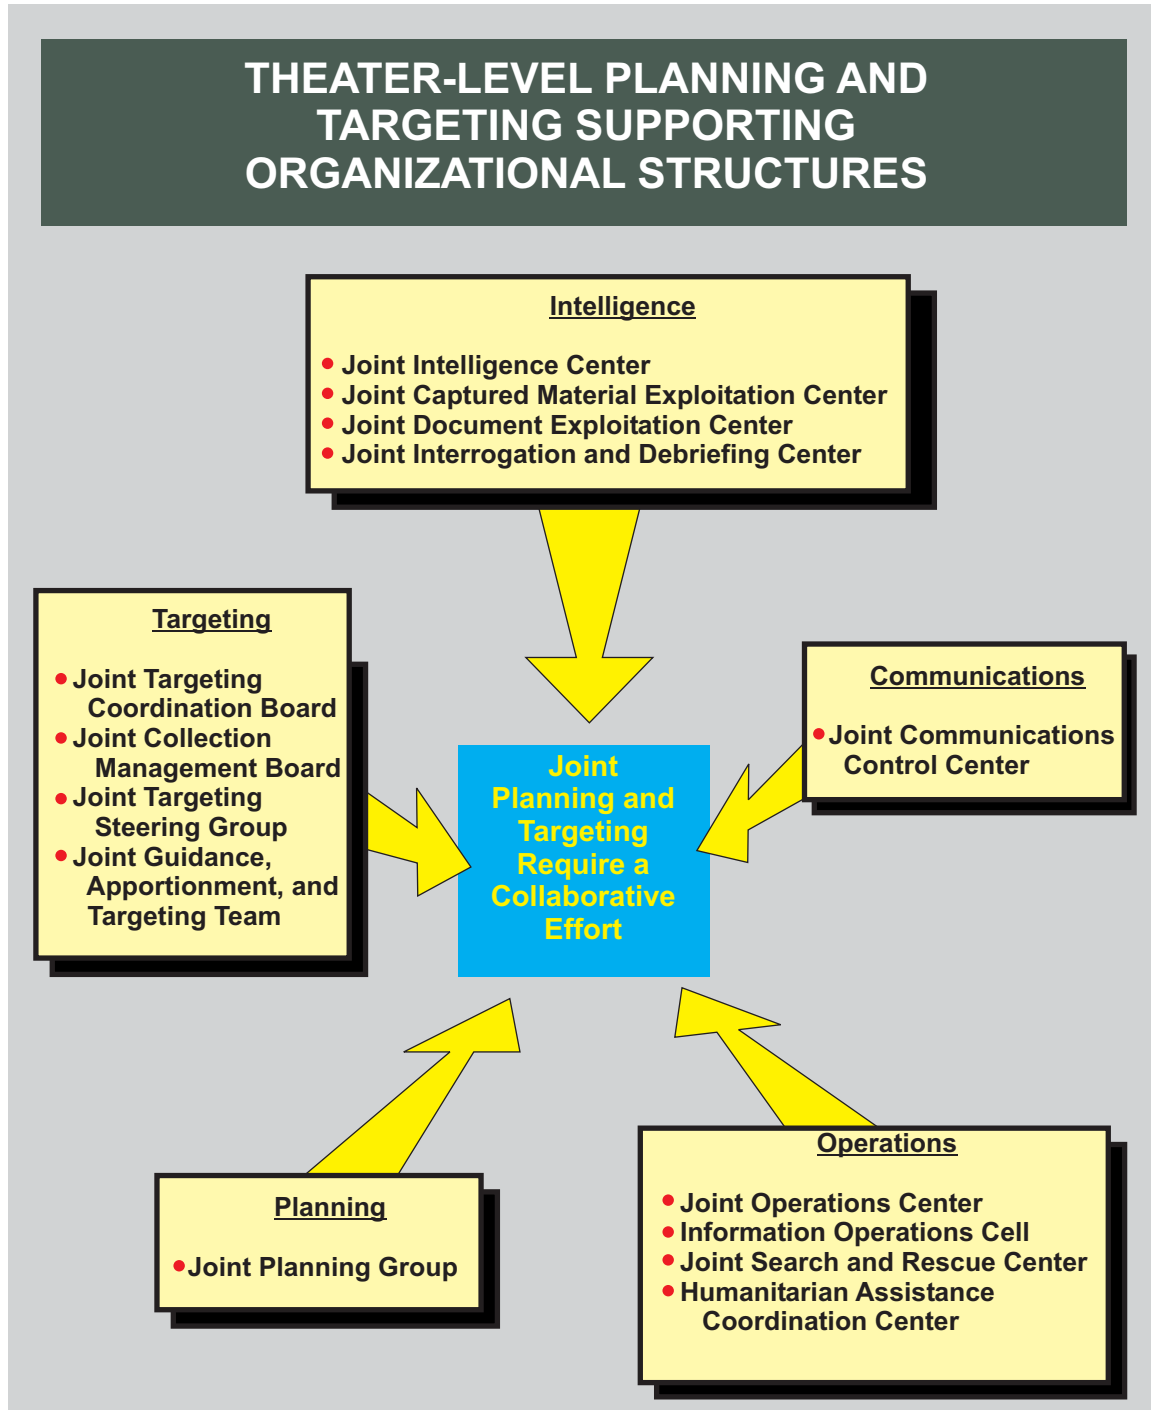 THEATER-LEVEL PLANNING AND
TARGETING SUPPORTING
ORGANIZATIONAL STRUCTURES
Intelligence
• Joint Intelligence Center
• Joint Captured Material Exploitation Center
• Joint Document Exploitation Center
• Joint Interrogation and Debriefing Center
Targeting
• Joint Targeting
Coordination Board
• Joint Collection
Management Board
• Joint Targeting
Steering Group
• Joint Guidance,
Apportionment, and
Targeting Team
Communications
• Joint Communications
Control Center
Joint
Planning and
Targeting
Require a
Collaborative
Effort
Planning
• Joint Planning Group
Operations
• Joint Operations Center
• Information Operations Cell
• Joint Search and Rescue Center
• Humanitarian Assistance
Coordination Center